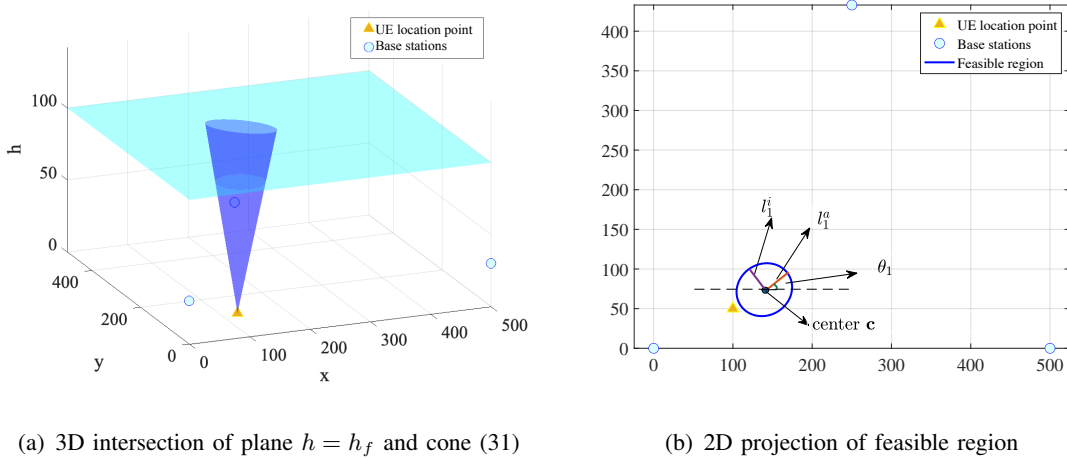 UE location point
Base stations
100
50
0
h
400
200
0
y
0
100
200
300
400
500
x
UE location point
Base stations
Feasible region
400
350
300
250
200
150
100
50
0
0
100
200
300
400
500
l_1^i
l_1^a
θ_1
center c
(a) 3D intersection of plane h = h_f and cone (31)
(b) 2D projection of feasible region